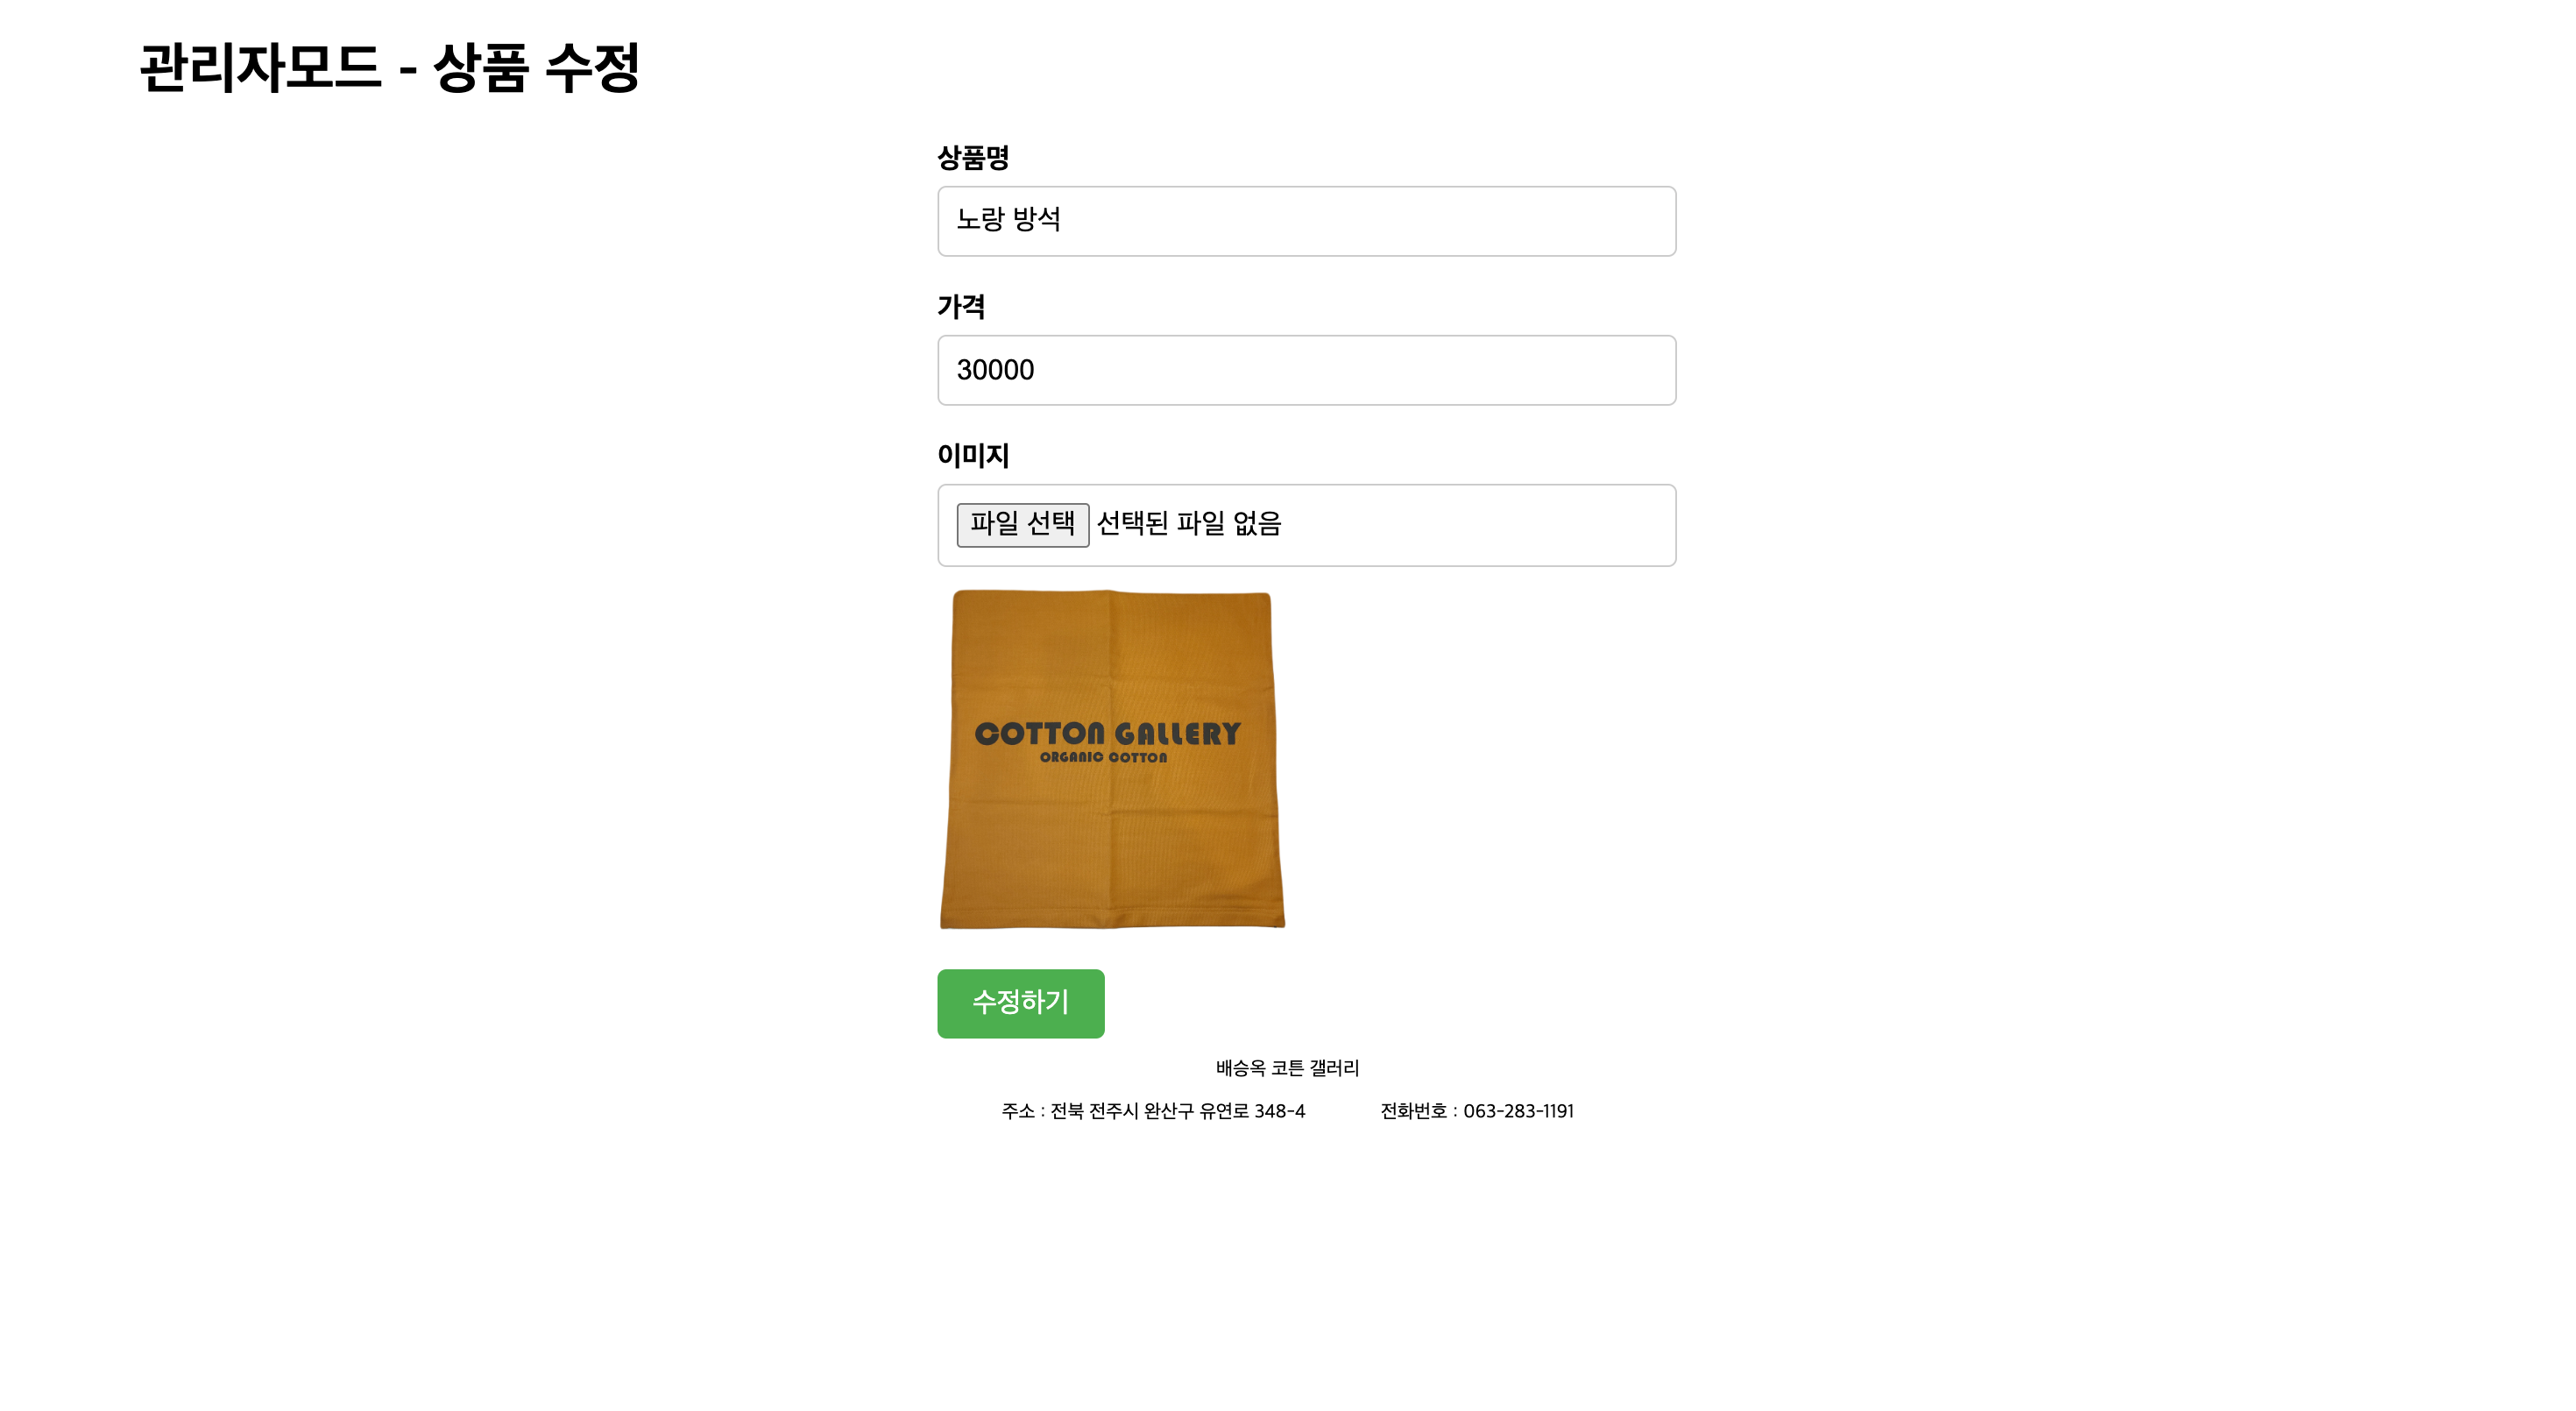 관리자모드 - 상품 수정
상품명
노랑 방석
가격
30000
이미지
파일 선택 선택된 파일 없음
COTTON GALLERY
ORGANIC COTTON
수정하기
배승옥 코튼 갤러리
주소 : 전북 전주시 완산구 유연로 348-4 전화번호 : 063-283-1191